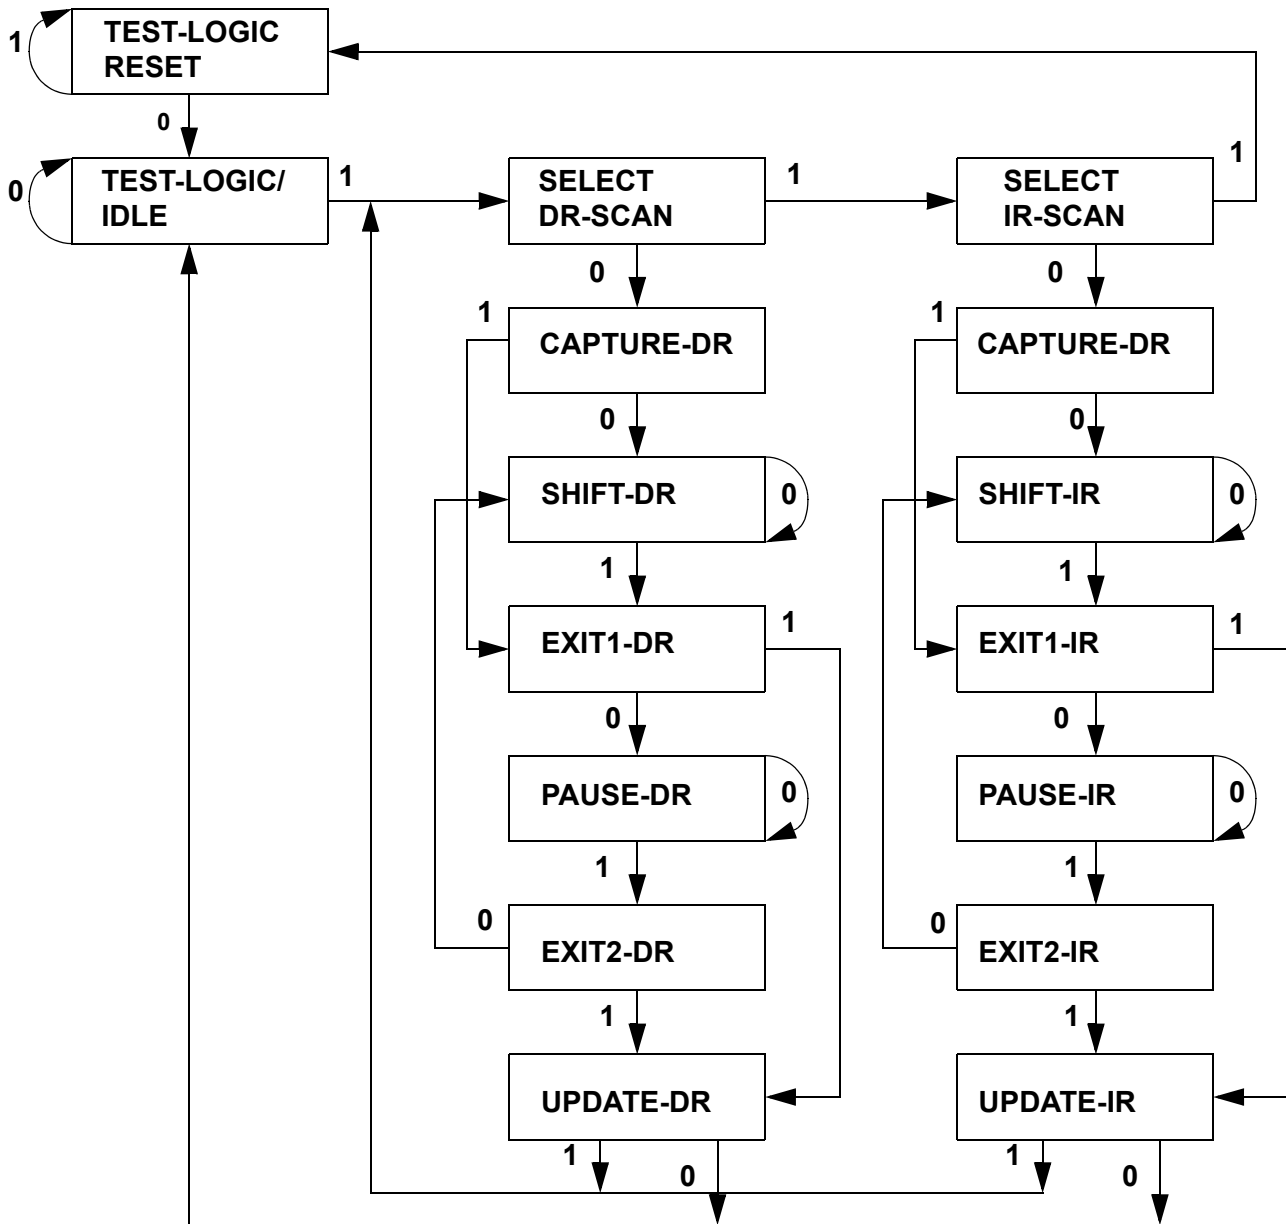 TEST-LOGIC
RESET
1
0
TEST-LOGIC/
IDLE
0
1
SELECT
DR-SCAN
1
SELECT
IR-SCAN
1
0
0
1
CAPTURE-DR
1
CAPTURE-DR
0
0
SHIFT-DR
0
SHIFT-IR
0
1
1
EXIT1-DR
1
EXIT1-IR
1
0
0
PAUSE-DR
0
PAUSE-IR
0
1
1
0
EXIT2-DR
0
EXIT2-IR
1
1
UPDATE-DR
UPDATE-IR
1
0
1
0